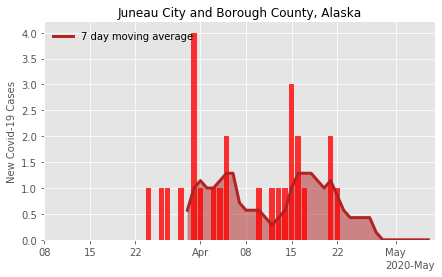 Juneau City and Borough County, Alaska
7 day moving average
New Covid-19 Cases
4.0
3.5
3.0
2.5
2.0
1.5
1.0
0.5
0.0
08
15
22
Apr
08
15
22
May
2020-May